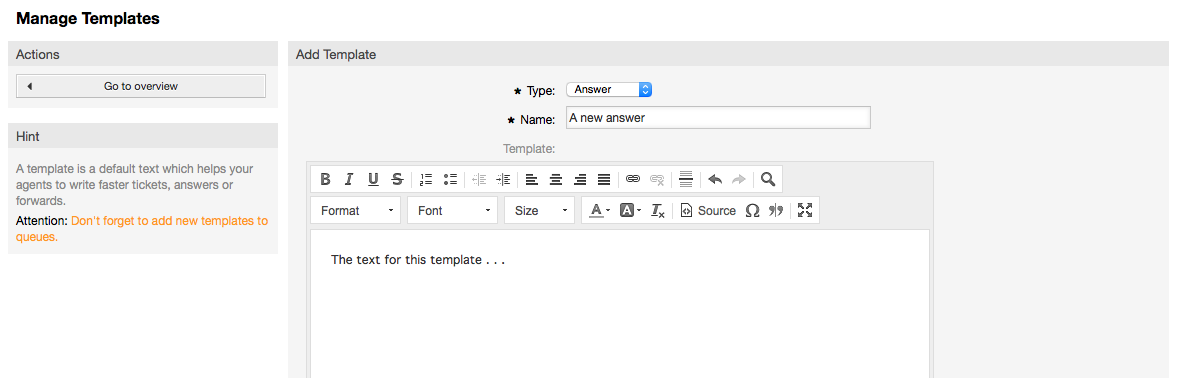 Manage Templates
Actions
Go to overview
Hint
A template is a default text which helps your
agents to write faster tickets, answers or
forwards.
Attention: Don't forget to add new templates to
queues.
Add Template
★ Type: Answer
★ Name: A new answer
Template:
B I U S
Format Font Size A A Tx Source Ω
The text for this template . . .